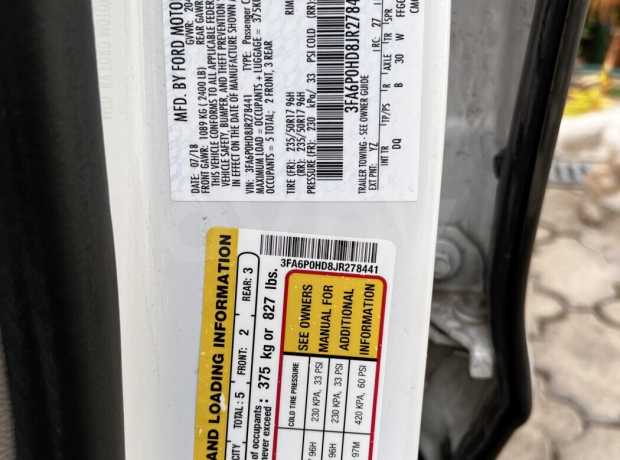 MFD. BY FORD MOTOR
GVWR: 20
DATE: 07/18
FRONT GAWR: 1089 KG ( 2400 LB)
REAR GAWR
THIS VEHICLE CONFORMS TO ALL APPLICABLE FEDERAL
VEHICLE SAFETY, BUMPER, AND THEFT
IN EFFECT ON THE DATE OF MANUFACTURE SHOWN A
VIN: 3FA6P0HD8JR278441
TYPE: Passenger C
MAXIMUM LOAD = OCCUPANTS + LUGGAGE = 375K
OCCUPANTS = 5 TOTAL; 2 FRONT, 3 REAR
TIRE (FR): 235/50R17 96H
(RR): 235/50R17 96H
RIM
PRESSURE (FR): 230 kPa/ 33 PSI COLD (RR)
3FA6P0HD8JR27844
TRAILER TOWING - SEE OWNER GUIDE
EXT PNT: YZ
RC: 27
INT TR TP/PS R AXLE TR SPR
DQ B 30 W FFGG
3FA6P0HD8JR278441
AND LOADING INFORMATION
CITY TOTAL: 5 FRONT: 2 REAR: 3
of occupants
never exceed : 375 kg or 827 lbs.
COLD TIRE PRESSURE
SEE OWNERS
MANUAL FOR
ADDITIONAL
INFORMATION
96H 230 KPA, 33 PSI
96H 230 KPA, 33 PSI
97M 420 KPA, 60 PSI